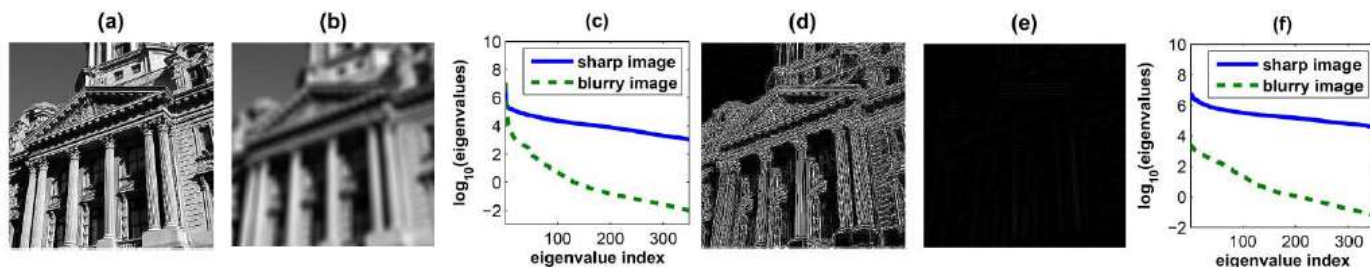 (a)
(b)
(c)
(d)
(e)
(f)
10
8
6
4
2
0
−2
log10(eigenvalues)
sharp image
blurry image
100
200
300
eigenvalue index
10
8
6
4
2
0
−2
log10(eigenvalues)
sharp image
blurry image
100
200
300
eigenvalue index